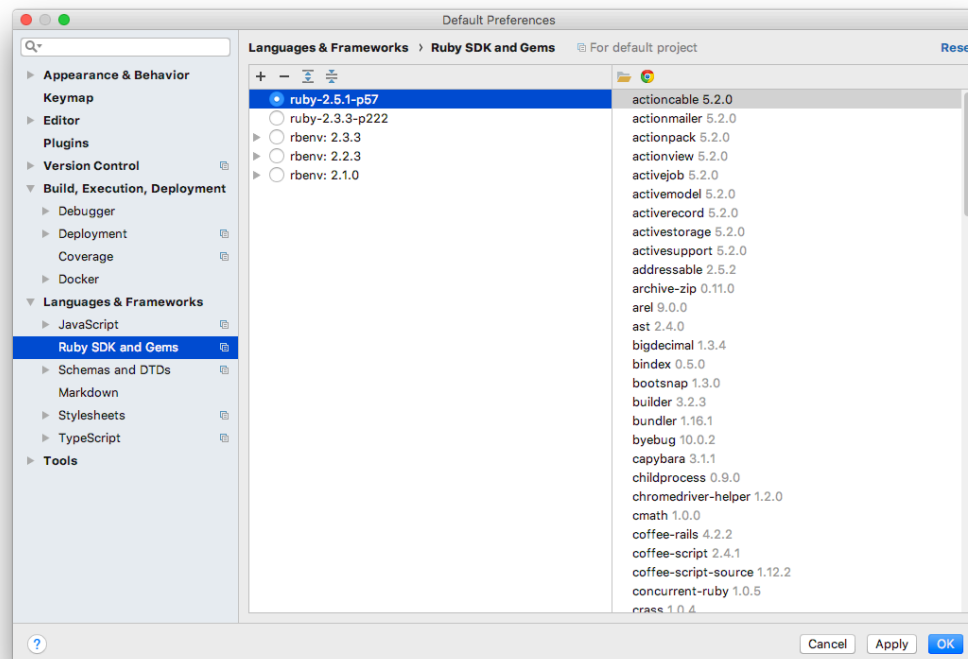 Default Preferences
Appearance & Behavior
Keymap
Editor
Plugins
Version Control
Build, Execution, Deployment
Debugger
Deployment
Coverage
Docker
Languages & Frameworks
JavaScript
Ruby SDK and Gems
Schemas and DTDs
Markdown
Stylesheets
TypeScript
Tools
Languages & Frameworks › Ruby SDK and Gems For default project Rese
ruby-2.5.1-p57
ruby-2.3.3-p222
rbenv: 2.3.3
rbenv: 2.2.3
rbenv: 2.1.0
actioncable 5.2.0
actionmailer 5.2.0
actionpack 5.2.0
actionview 5.2.0
activejob 5.2.0
activemodel 5.2.0
activerecord 5.2.0
activestorage 5.2.0
activesupport 5.2.0
addressable 2.5.2
archive-zip 0.11.0
arel 9.0.0
ast 2.4.0
bigdecimal 1.3.4
bindex 0.5.0
bootsnap 1.3.0
builder 3.2.3
bundler 1.16.1
byebug 10.0.2
capybara 3.1.1
childprocess 0.9.0
chromedriver-helper 1.2.0
cmath 1.0.0
coffee-rails 4.2.2
coffee-script 2.4.1
coffee-script-source 1.12.2
concurrent-ruby 1.0.5
crass 1.0.4
? Cancel Apply OK